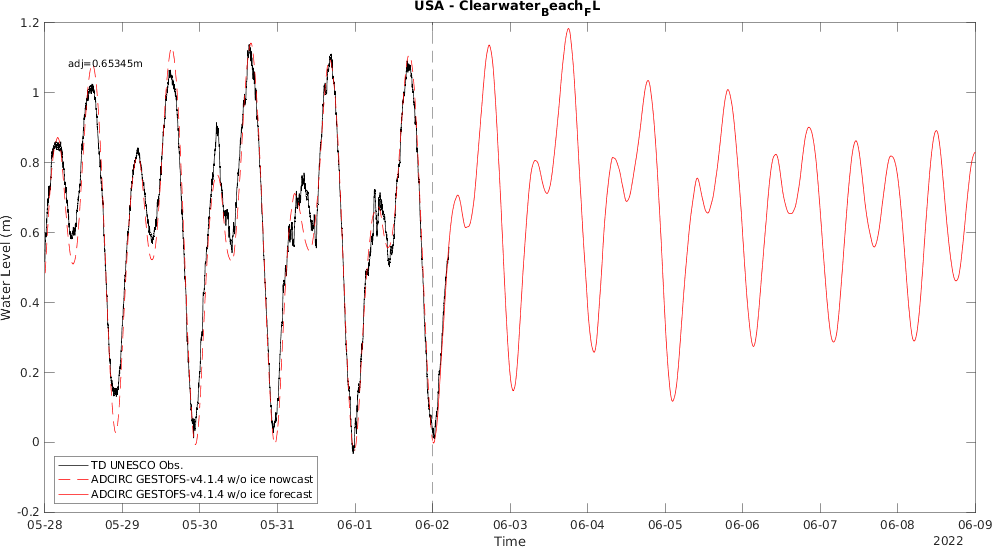 USA - Clearwater_Beach_FL
adj=0.65345m
1.2
1
0.8
0.6
0.4
0.2
0
-0.2
Water Level (m)
TD UNESCO Obs.
ADCIRC GESTOFS-v4.1.4 w/o ice nowcast
ADCIRC GESTOFS-v4.1.4 w/o ice forecast
05-28 05-29 05-30 05-31 06-01 06-02 06-03 06-04 06-05 06-06 06-07 06-08 06-09
Time
2022